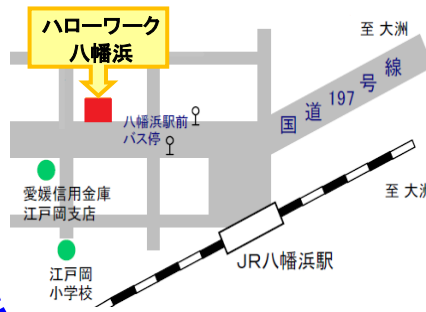 ハローワーク
八幡浜
至 大洲
国道197号線
八幡浜駅前
バス停
愛媛信用金庫
江戸岡支店
至 大洲
JR八幡浜駅
江戸岡
小学校